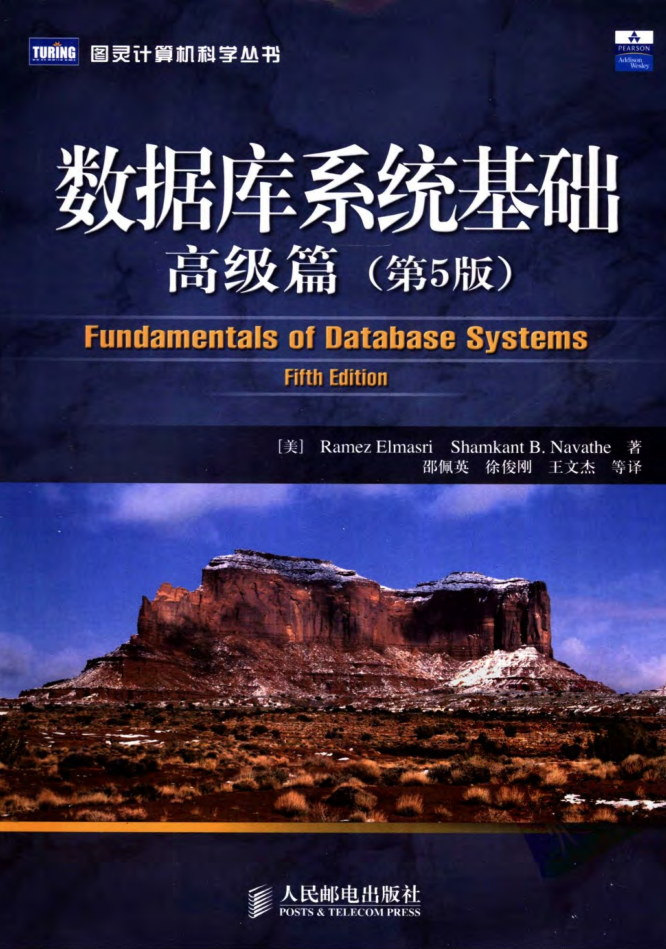 TURING 图灵计算机科学丛书
PEARSON
Addison
Wesley
数据库系统基础
高级篇（第5版）
Fundamentals of Database Systems
Fifth Edition
［美］ Ramez Elmasri Shamkant B. Navathe 著
邵佩英 徐俊刚 王文杰 等译
人民邮电出版社
POSTS & TELECOM PRESS